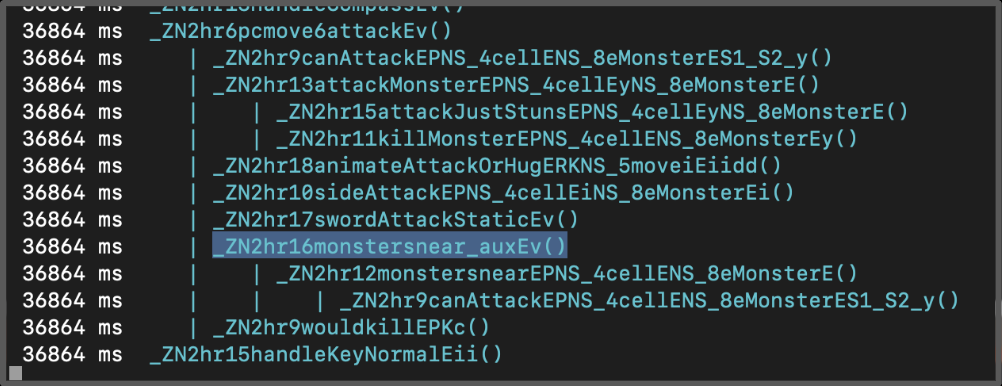 36864 ms _ZN2hr6pcmove6attackEv()
36864 ms | _ZN2hr9canAttackEPNS_4cellENS_8eMonsterES1_S2_y()
36864 ms | _ZN2hr13attackMonsterEPNS_4cellEyNS_8eMonsterE()
36864 ms | | _ZN2hr15attackJustStunsEPNS_4cellEyNS_8eMonsterE()
36864 ms | | _ZN2hr11killMonsterEPNS_4cellENS_8eMonsterEy()
36864 ms | _ZN2hr18animateAttackOrHugERKNS_5moveiEiidd()
36864 ms | _ZN2hr10sideAttackEPNS_4cellEiNS_8eMonsterEi()
36864 ms | _ZN2hr17swordAttackStaticEv()
36864 ms | _ZN2hr16monstersnear_auxEv()
36864 ms | | _ZN2hr12monstersnearEPNS_4cellENS_8eMonsterE()
36864 ms | | | _ZN2hr9canAttackEPNS_4cellENS_8eMonsterES1_S2_y()
36864 ms | _ZN2hr9wouldkillEPKc()
36864 ms _ZN2hr15handleKeyNormalEii()